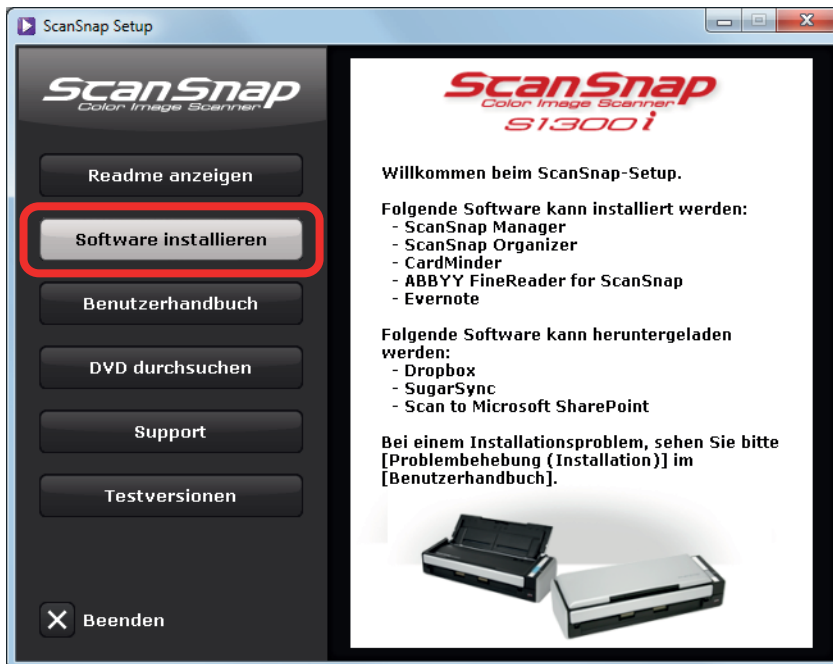 ScanSnap Setup
ScanSnap
Color Image Scanner
Readme anzeigen
Software installieren
Benutzerhandbuch
DVD durchsuchen
Support
Testversionen
Beenden
ScanSnap
Color Image Scanner
S1300i
Willkommen beim ScanSnap-Setup.
Folgende Software kann installiert werden:
- ScanSnap Manager
- ScanSnap Organizer
- CardMinder
- ABBYY FineReader for ScanSnap
- Evernote
Folgende Software kann heruntergeladen
werden:
- Dropbox
- SugarSync
- Scan to Microsoft SharePoint
Bei einem Installationsproblem, sehen Sie bitte
[Problembehebung (Installation)] im
[Benutzerhandbuch].